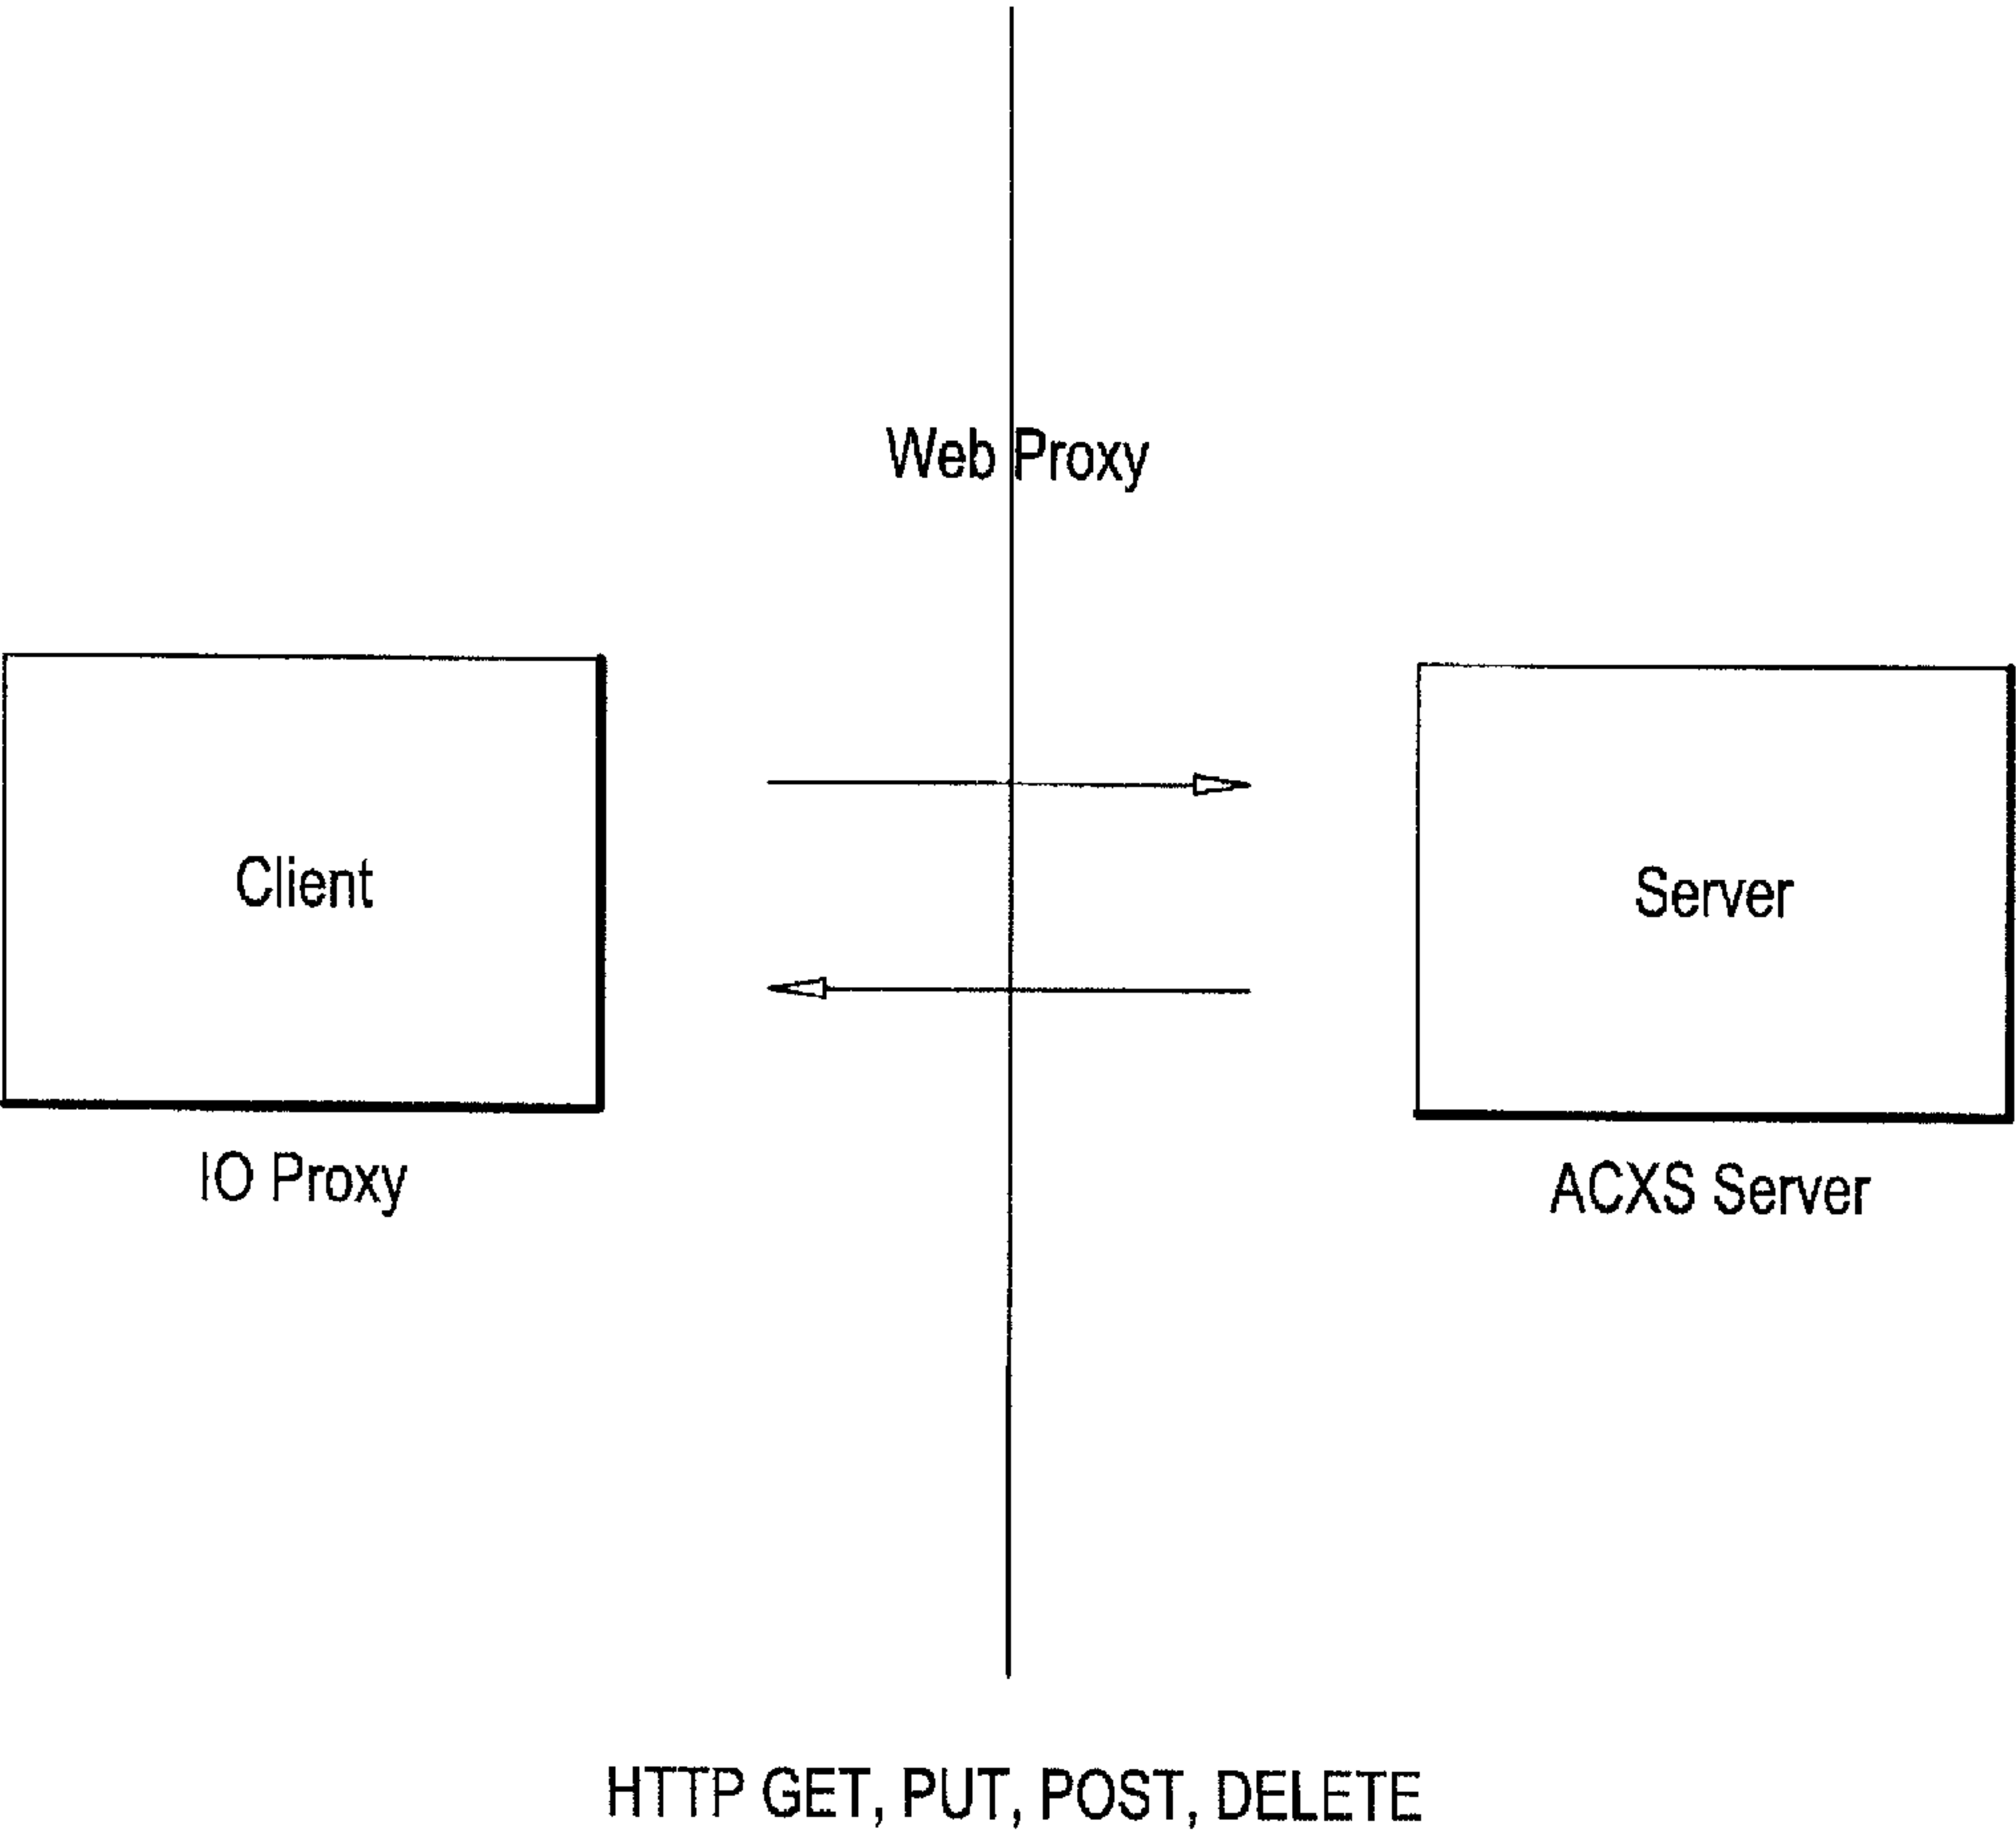 Web Proxy
Client
Server
IO Proxy
ACXS Server
HTTP GET, PUT, POST, DELETE